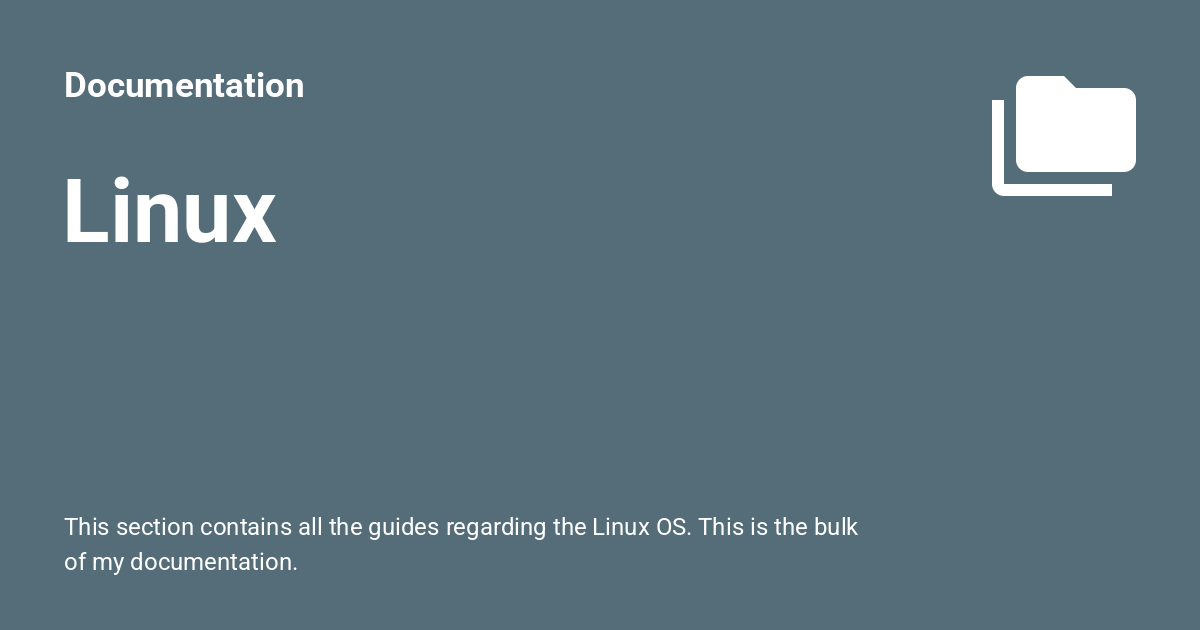 Documentation
Linux
This section contains all the guides regarding the Linux OS. This is the bulk
of my documentation.